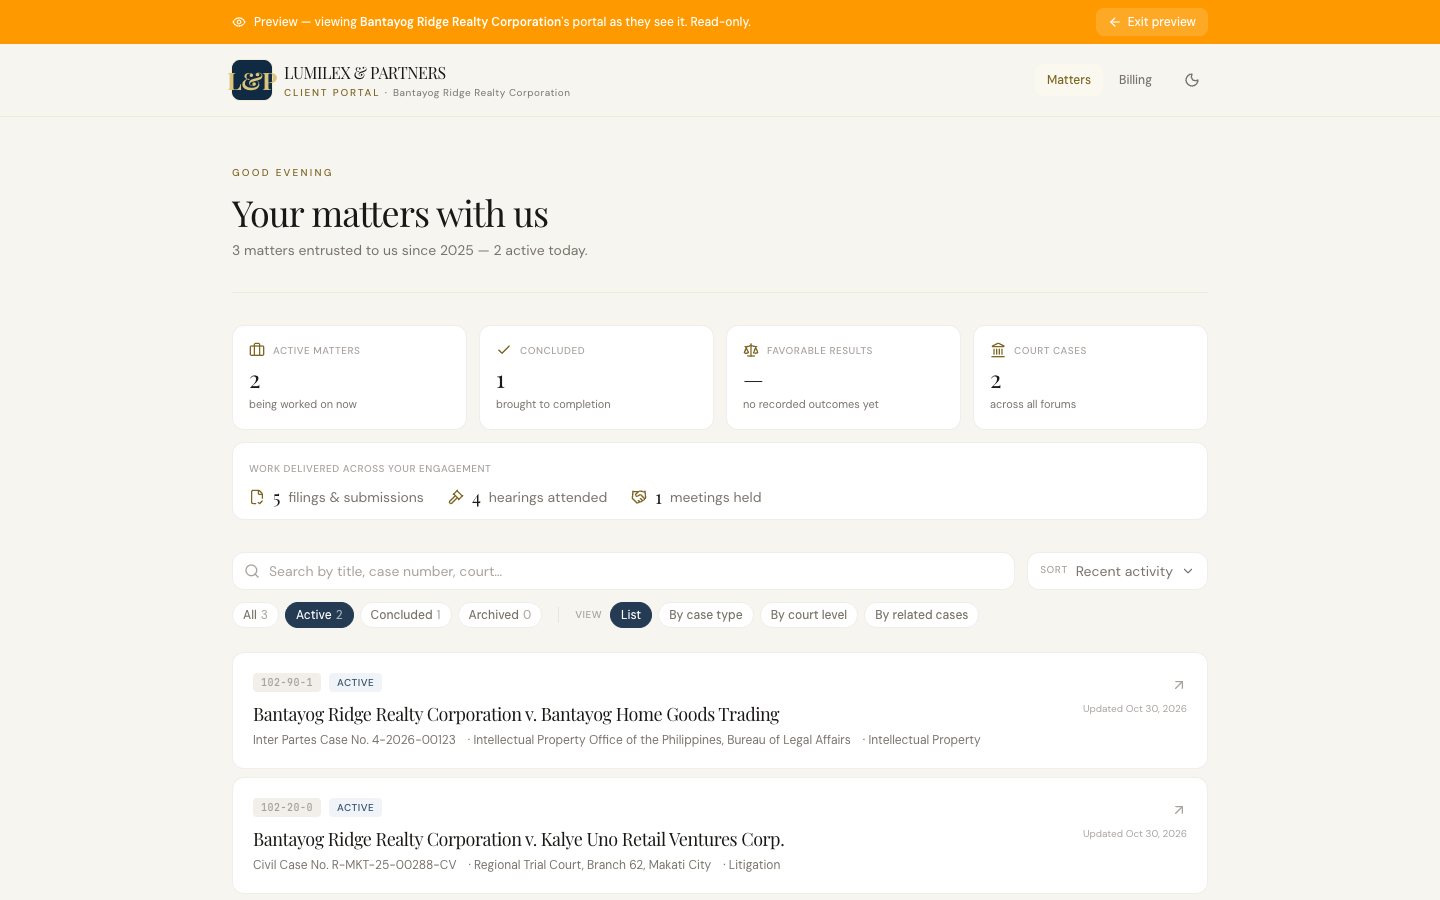 Preview — viewing Bantayog Ridge Realty Corporation's portal as they see it. Read-only.
Exit preview
L&P
LUMILEX & PARTNERS
CLIENT PORTAL · Bantayog Ridge Realty Corporation
Matters
Billing
GOOD EVENING
Your matters with us
3 matters entrusted to us since 2025 — 2 active today.
ACTIVE MATTERS
2
being worked on now
CONCLUDED
1
brought to completion
FAVORABLE RESULTS
—
no recorded outcomes yet
COURT CASES
2
across all forums
WORK DELIVERED ACROSS YOUR ENGAGEMENT
5 filings & submissions 4 hearings attended 1 meetings held
Search by title, case number, court...
SORT Recent activity
All 3 Active 2 Concluded 1 Archived 0 VIEW List By case type By court level By related cases
102-90-1 ACTIVE
Bantayog Ridge Realty Corporation v. Bantayog Home Goods Trading
Updated Oct 30, 2026
Inter Partes Case No. 4-2026-00123 · Intellectual Property Office of the Philippines, Bureau of Legal Affairs · Intellectual Property
102-20-0 ACTIVE
Bantayog Ridge Realty Corporation v. Kalye Uno Retail Ventures Corp.
Updated Oct 30, 2026
Civil Case No. R-MKT-25-00288-CV · Regional Trial Court, Branch 62, Makati City · Litigation